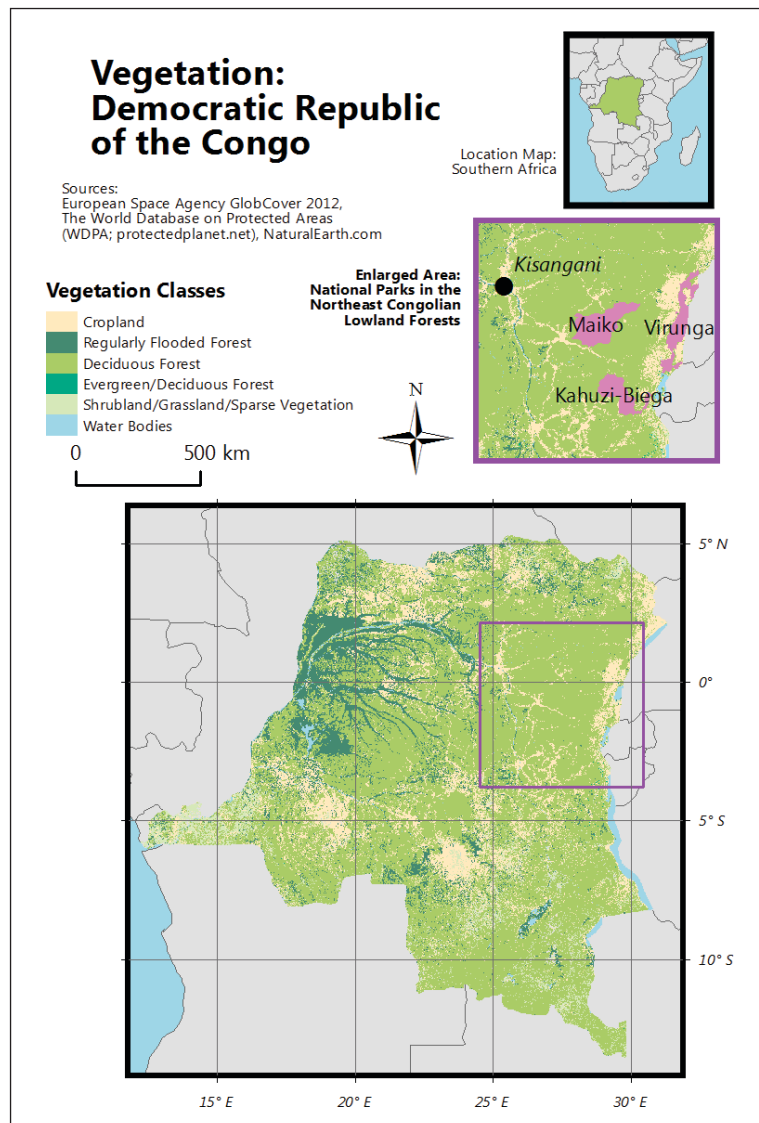 Vegetation:
Democratic Republic
of the Congo
Sources:
European Space Agency GlobCover 2012,
The World Database on Protected Areas
(WDPA; protectedplanet.net), NaturalEarth.com
Location Map:
Southern Africa
Enlarged Area:
National Parks in the
Northeast Congolian
Lowland Forests
Kisangani
Maiko
Virunga
Kahuzi-Biega
Vegetation Classes
Cropland
Regularly Flooded Forest
Deciduous Forest
Evergreen/Deciduous Forest
Shrubland/Grassland/Sparse Vegetation
Water Bodies
N
0 500 km
5° N
0°
5° S
10° S
15° E 20° E 25° E 30° E